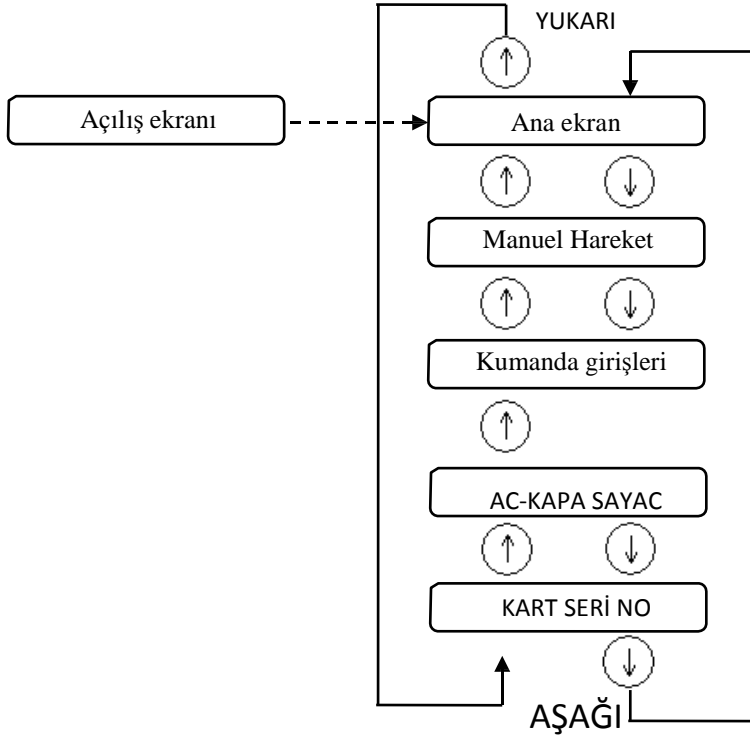 YUKARI
Açılış ekranı
Ana ekran
Manuel Hareket
Kumanda girişleri
AC-KAPA SAYAC
KART SERİ NO
AŞAĞI